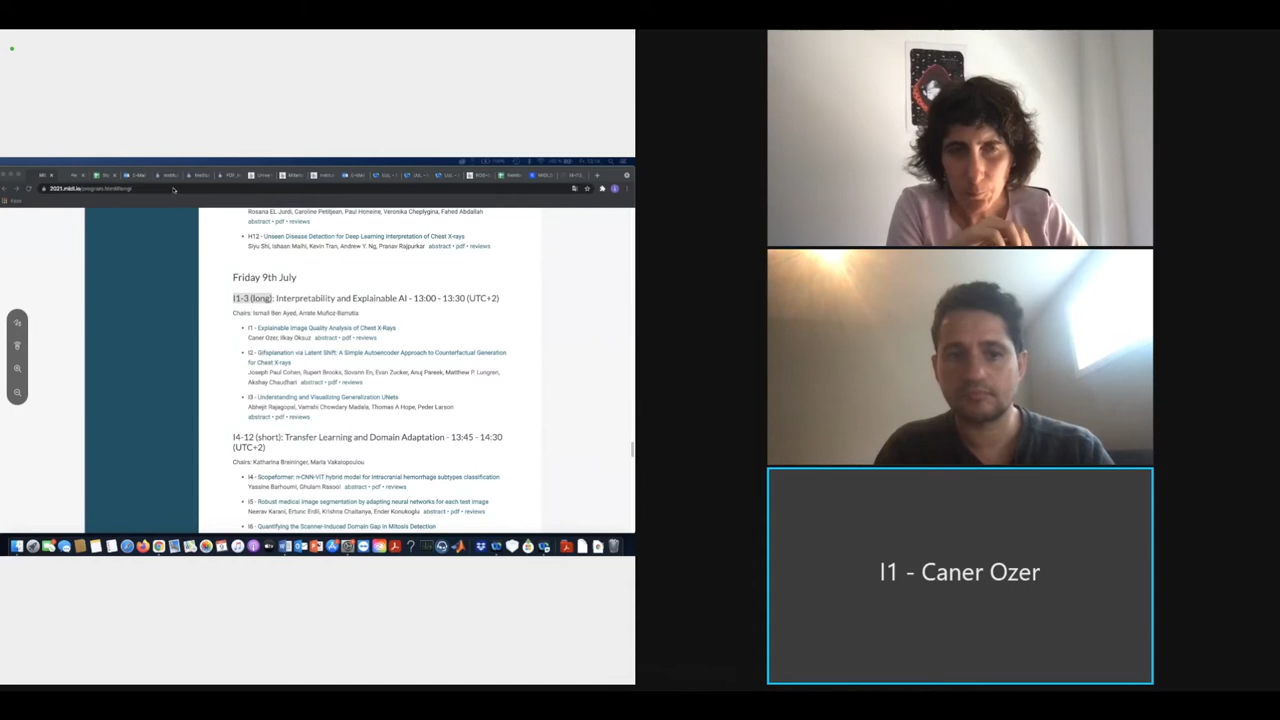 2021.midl.io/program.html#fengi
Rosana EL Jurdi, Caroline Petitjean, Paul Honeine, Veronika Cheplygina, Fahed Abdallah
abstract • pdf • reviews
H12 - Unseen Disease Detection for Deep Learning Interpretation of Chest X-rays
Siyu Shi, Ishaan Malhi, Kevin Tran, Andrew Y. Ng, Pranav Rajpurkar abstract • pdf • reviews
Friday 9th July
I1-3 (long): Interpretability and Explainable AI - 13:00 - 13:30 (UTC+2)
Chairs: Ismail Ben Ayed, Arrate Muñoz-Barrutia
I1 - Explainable Image Quality Analysis of Chest X-Rays
Caner Ozer, Ilkay Oksuz abstract • pdf • reviews
I2 - Gifsplanation via Latent Shift: A Simple Autoencoder Approach to Counterfactual Generation
for Chest X-rays
Joseph Paul Cohen, Rupert Brooks, Sovann En, Evan Zucker, Anuj Pareek, Matthew P. Lungren,
Akshay Chaudhari abstract • pdf • reviews
I3 - Understanding and Visualizing Generalization UNets
Abhejit Rajagopal, Vamshi Chowdary Madala, Thomas A Hope, Peder Larson
abstract • pdf • reviews
I4-12 (short): Transfer Learning and Domain Adaptation - 13:45 - 14:30
(UTC+2)
Chairs: Katharina Breininger, Maria Vakalopoulou
I4 - Scopeformer: n-CNN-ViT hybrid model for Intracranial hemorrhage subtypes classification
Yassine Barhoumi, Ghulam Rasool abstract • pdf • reviews
I5 - Robust medical image segmentation by adapting neural networks for each test image
Neerav Karani, Ertunc Erdil, Krishna Chaitanya, Ender Konukoglu abstract • pdf • reviews
I6 - Quantifying the Scanner-Induced Domain Gap in Mitosis Detection
I1 - Caner Ozer